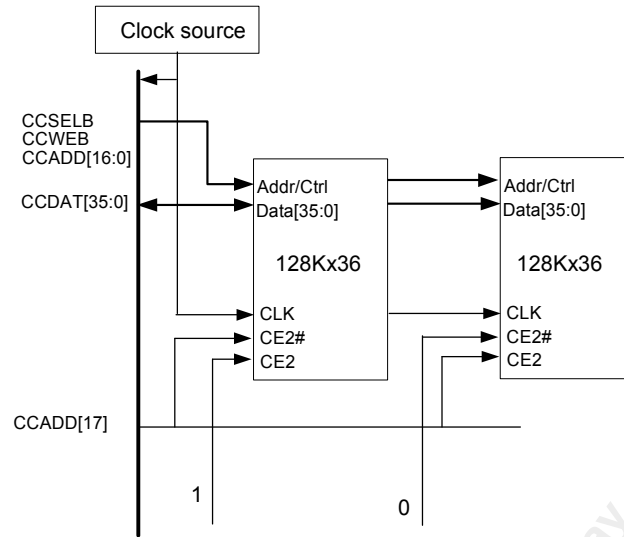 Clock source
CCSELB
CCWEB
CCADD[16:0]
CCDAT[35:0]
Addr/Ctrl
Data[35:0]
128Kx36
CLK
CE2#
CE2
Addr/Ctrl
Data[35:0]
128Kx36
CLK
CE2#
CE2
CCADD[17]
1
0